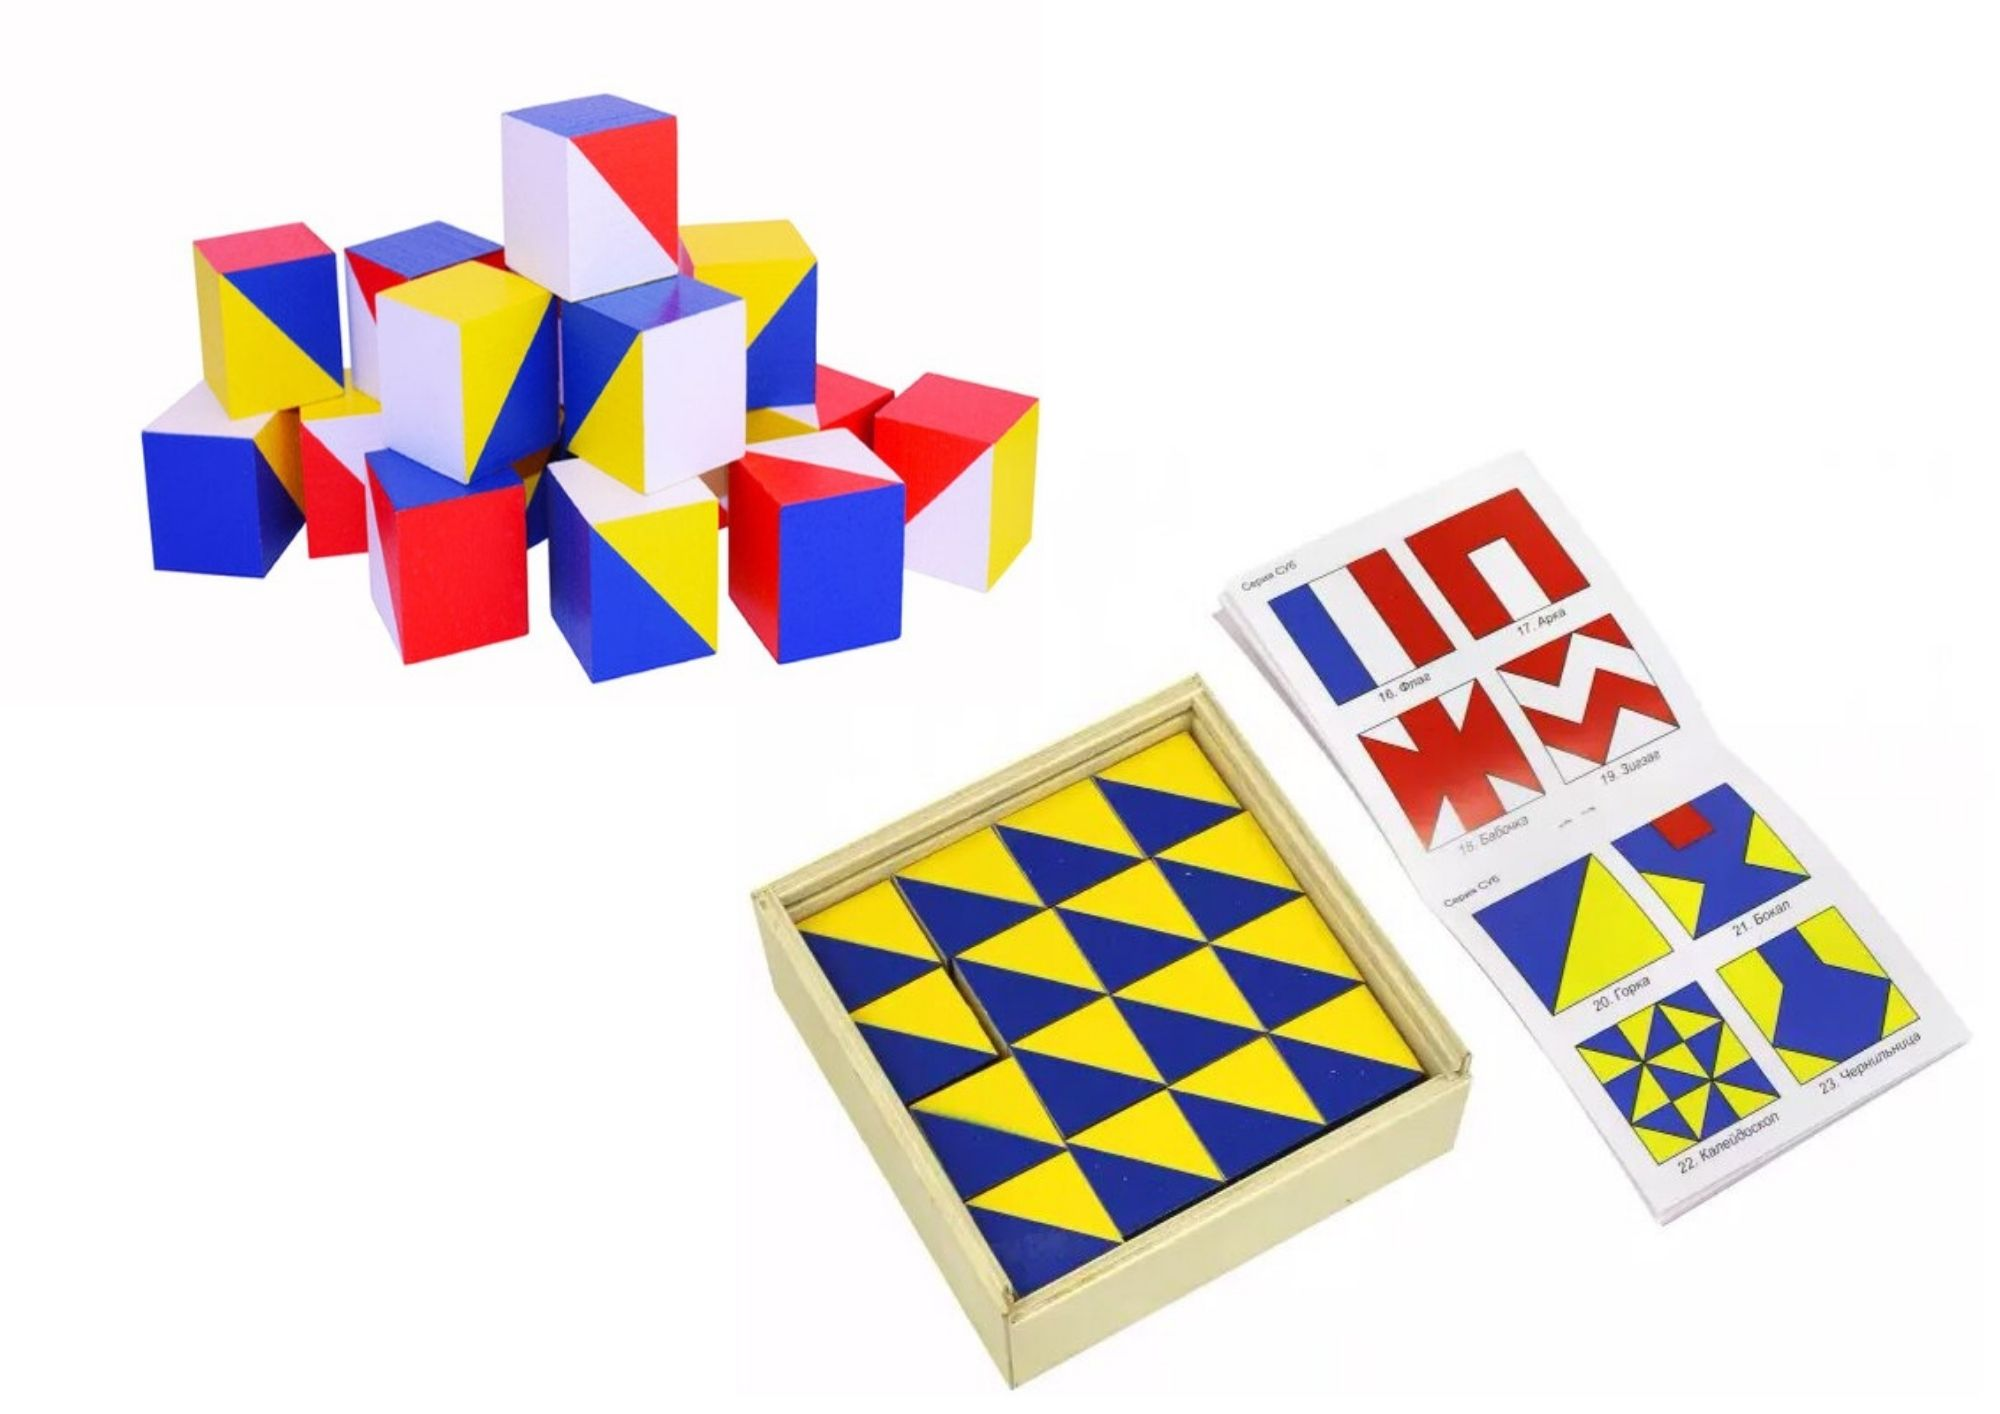 Серия СУБ
16. Флаг
17. Арка
18. Бабочка
19. Зигзаг
Серия СУБ
20. Горка
21. Бокал
22. Калейдоскоп
23. Чернильница